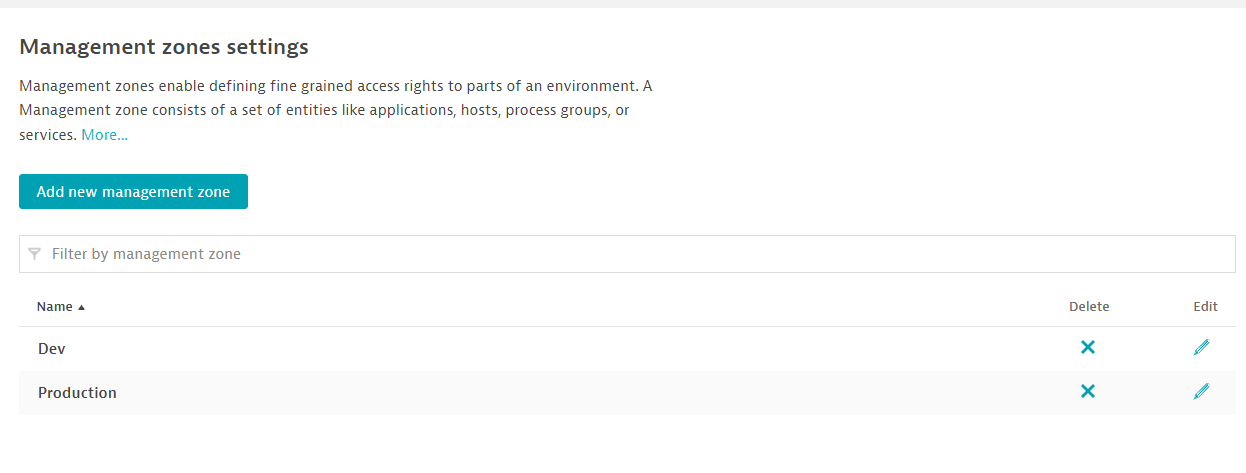 Management zones settings
Management zones enable defining fine grained access rights to parts of an environment. A
Management zone consists of a set of entities like applications, hosts, process groups, or
services. More...
Add new management zone
Filter by management zone
Name Delete Edit
Dev
Production